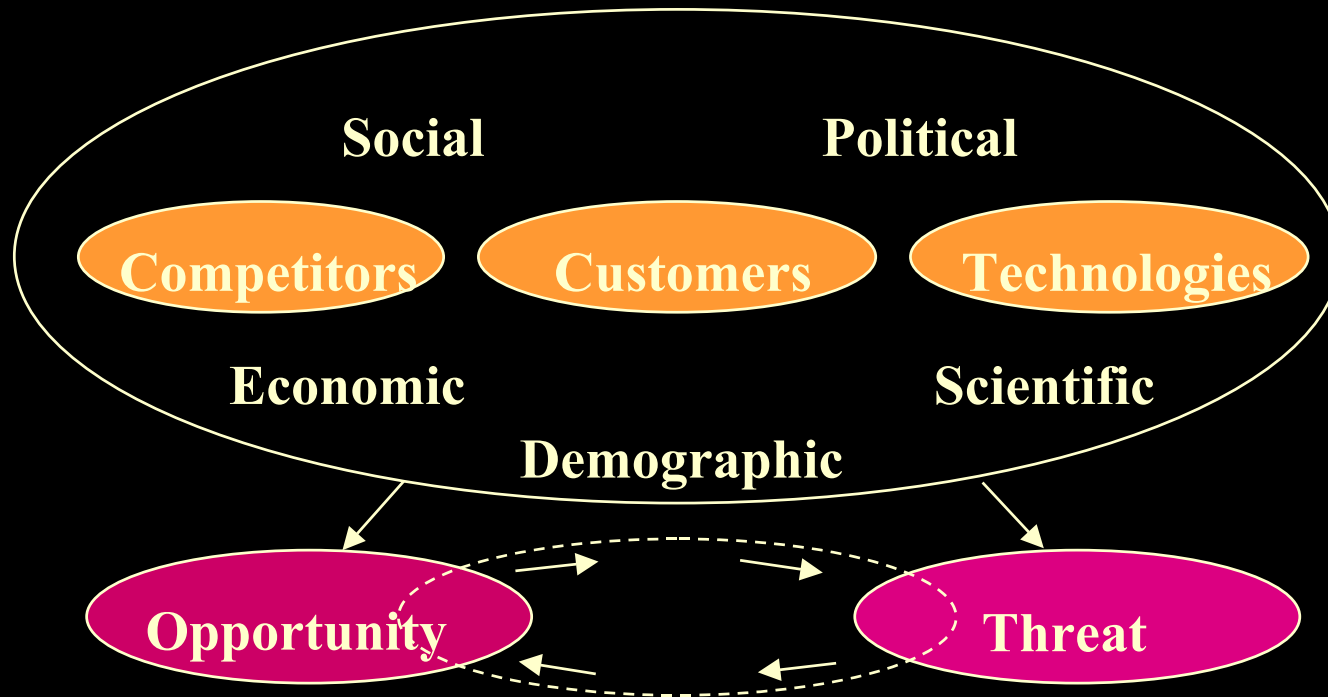 Social Political
Competitors Customers Technologies
Economic Scientific
Demographic
Opportunity Threat